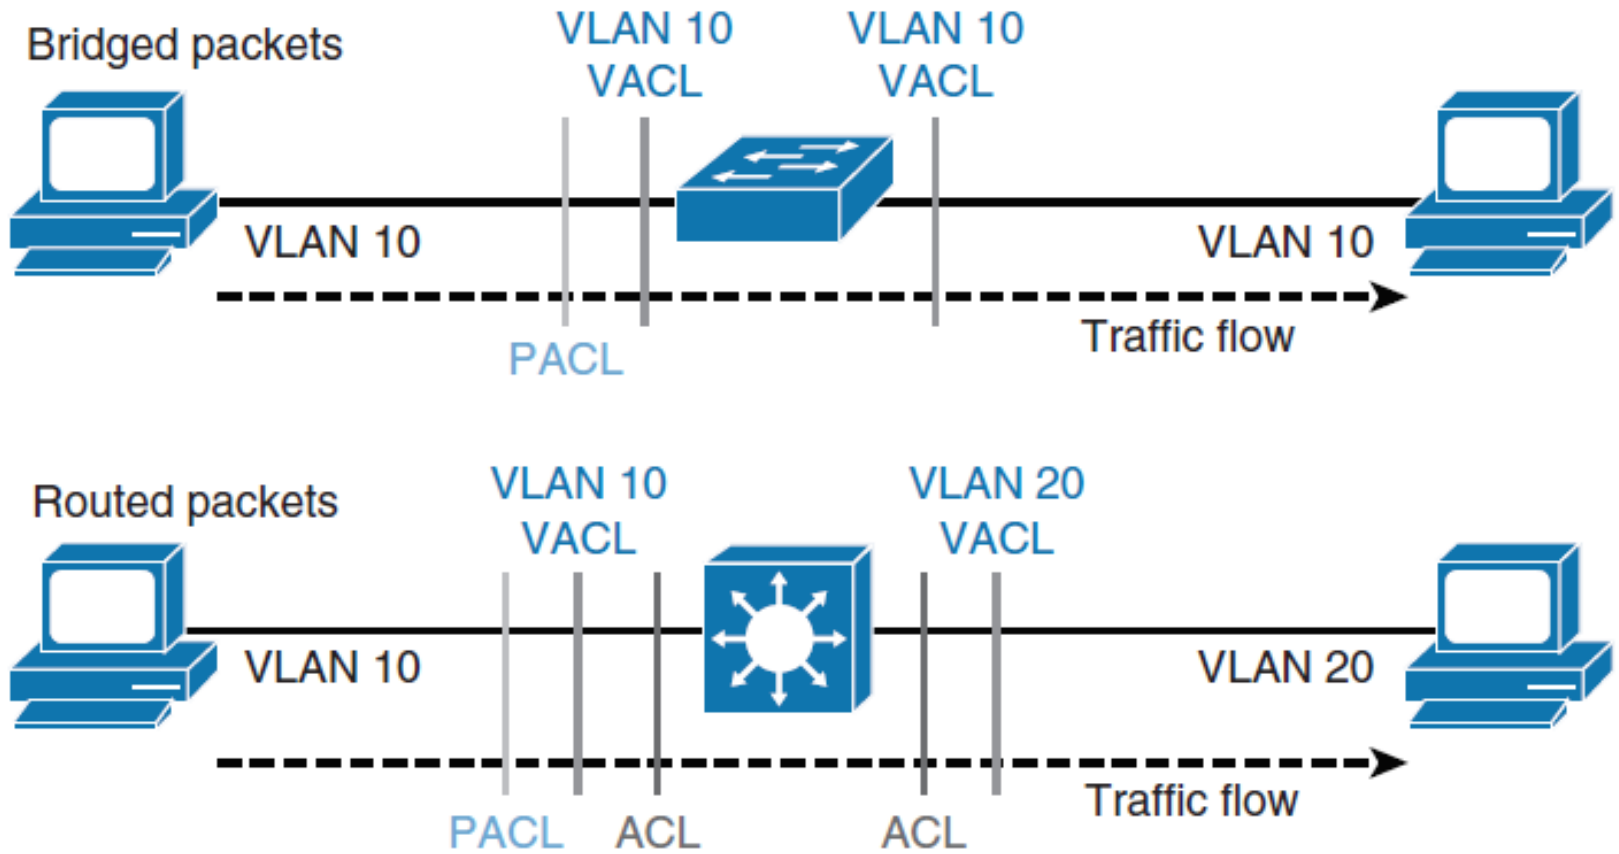 Bridged packets
VLAN 10
VACL
VLAN 10
VACL
VLAN 10
VLAN 10
Traffic flow
PACL
Routed packets
VLAN 10
VACL
VLAN 20
VACL
VLAN 10
VLAN 20
Traffic flow
PACL
ACL
ACL